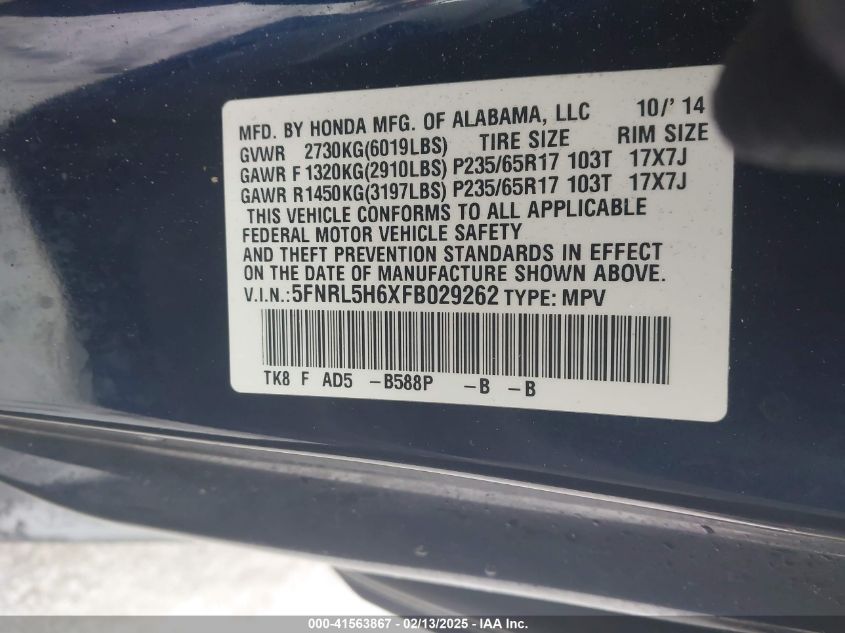 MFD. BY HONDA MFG. OF ALABAMA, LLC 10/' 14
GVWR 2730KG(6019LBS) TIRE SIZE RIM SIZE
GAWR F 1320KG(2910LBS) P235/65R17 103T 17X7J
GAWR R1450KG(3197LBS) P235/65R17 103T 17X7J
THIS VEHICLE CONFORMS TO ALL APPLICABLE
FEDERAL MOTOR VEHICLE SAFETY
AND THEFT PREVENTION STANDARDS IN EFFECT
ON THE DATE OF MANUFACTURE SHOWN ABOVE.
V.I.N.:5FNRL5H6XFB029262 TYPE: MPV
TK8 F AD5 -B588P -B -B
000-41563867 - 02/13/2025 - IAA Inc.